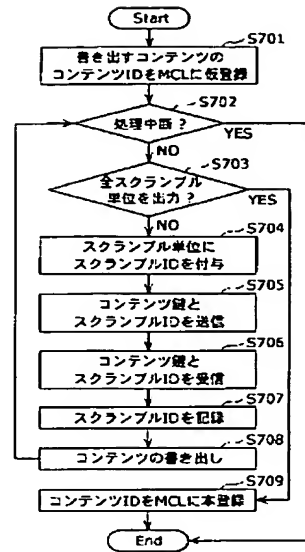 Start
S701
書き出すコンテンツの
コンテンツIDをMCLに仮登録
S702
処理中断?
YES
NO
S703
全スクランブル
単位を出力?
YES
NO
S704
スクランブル単位に
スクランブルIDを付与
S705
コンテンツ鍵と
スクランブルIDを送信
S706
コンテンツ鍵と
スクランブルIDを受信
S707
スクランブルIDを記録
S708
コンテンツの書き出し
S709
コンテンツIDをMCLに本登録
End